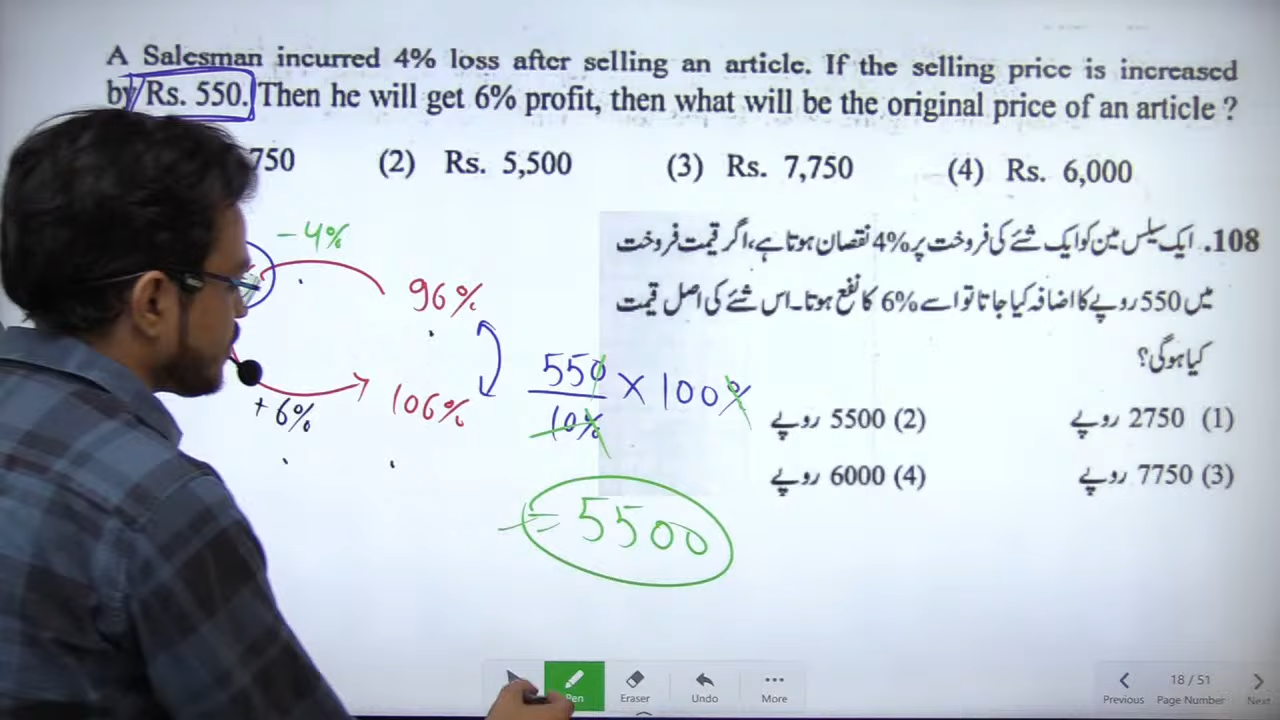 A Salesman incurred 4% loss after selling an article. If the selling price is increased
by Rs. 550. Then he will get 6% profit, then what will be the original price of an article ?
750 (2) Rs. 5,500 (3) Rs. 7,750 (4) Rs. 6,000
108. ایک سیلس مین کو ایک شئے کی فروخت پر 4% نقصان ہوتا ہے، اگر قیمت فروخت
میں 550 روپے کا اضافہ کیا جاتا تو اسے 6% کا نفع ہوتا۔ اس شئے کی اصل قیمت
کیا ہوگی؟
(1) 2750 روپے (2) 5500 روپے
(3) 7750 روپے (4) 6000 روپے
-4%
96%
+6%
106%
550 × 100%
10%
= 5500
Pen Eraser Undo More
18 / 51
Previous Page Number Next